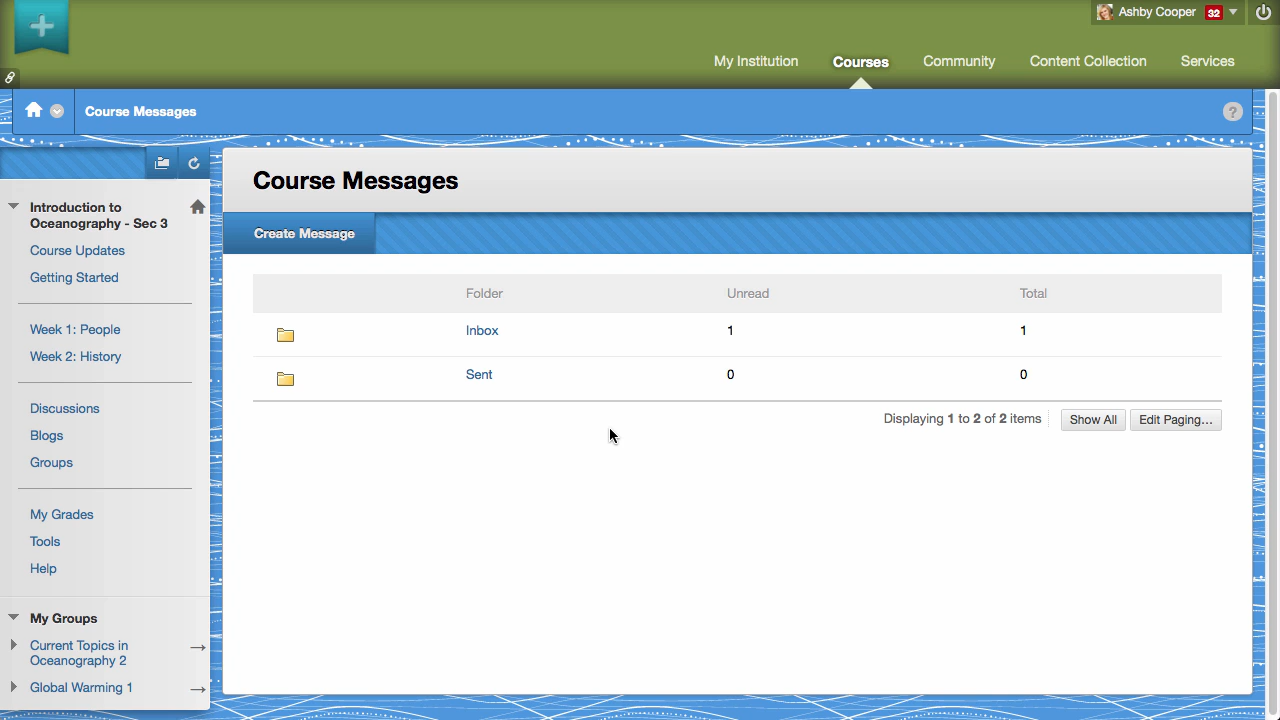 Ashby Cooper 32
My Institution Courses Community Content Collection Services
Course Messages
?
Introduction to
Oceanography - Sec 3
Course Updates
Getting Started
Week 1: People
Week 2: History
Discussions
Blogs
Groups
My Grades
Tools
Help
My Groups
Current Topics in
Oceanography 2
Global Warming 1
Course Messages
Create Message
Folder Unread Total
Inbox 1 1
Sent 0 0
Displaying 1 to 2 of 2 items Show All Edit Paging...